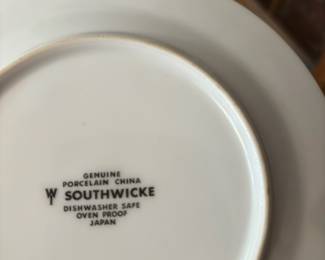 GENUINE
PORCELAIN CHINA
SOUTHWICKE
DISHWASHER SAFE
OVEN PROOF
JAPAN